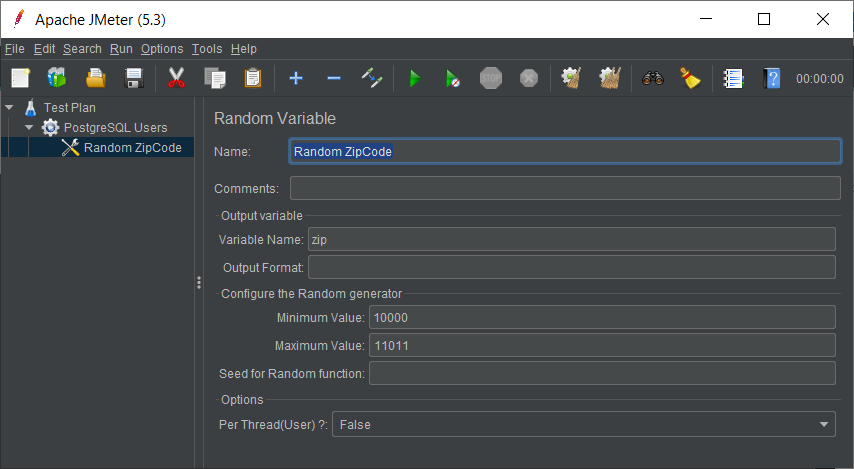 Apache JMeter (5.3)
File Edit Search Run Options Tools Help
STOP
00:00:00
Test Plan
PostgreSQL Users
Random ZipCode
Random Variable
Name: Random ZipCode
Comments:
Output variable
Variable Name: zip
Output Format:
Configure the Random generator
Minimum Value: 10000
Maximum Value: 11011
Seed for Random function:
Options
Per Thread(User) ?: False